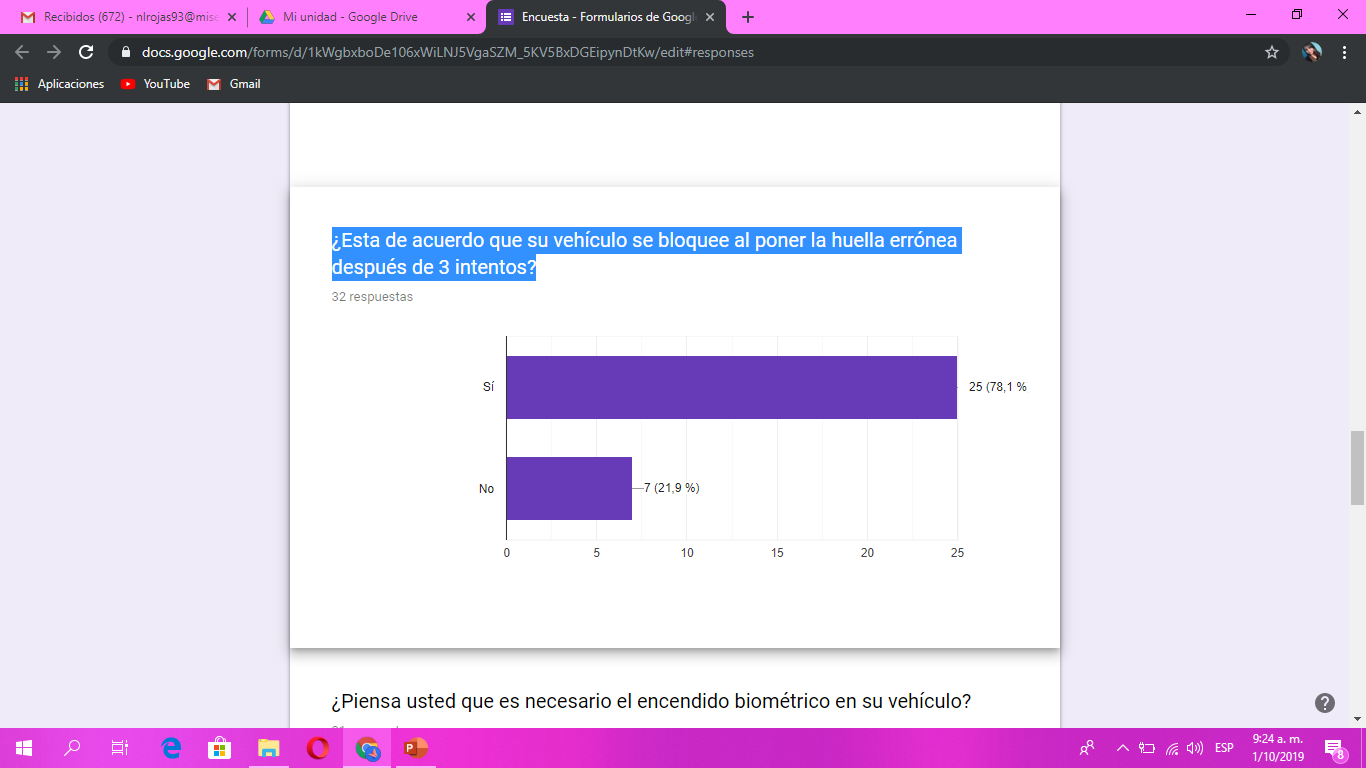 Recibidos (672) - nlrojas93@mise
Mi unidad - Google Drive
Encuesta - Formularios de Googl
docs.google.com/forms/d/1kWgbxboDe106xWiLNJ5VgaSZM_5KV5BxDGEipynDtKw/edit#responses
Aplicaciones
YouTube
Gmail
¿Esta de acuerdo que su vehículo se bloquee al poner la huella errónea
después de 3 intentos?
32 respuestas
Sí
25 (78,1 %
No
7 (21,9 %)
0 5 10 15 20 25
¿Piensa usted que es necesario el encendido biométrico en su vehículo?
ESP
9:24 a. m.
1/10/2019
8